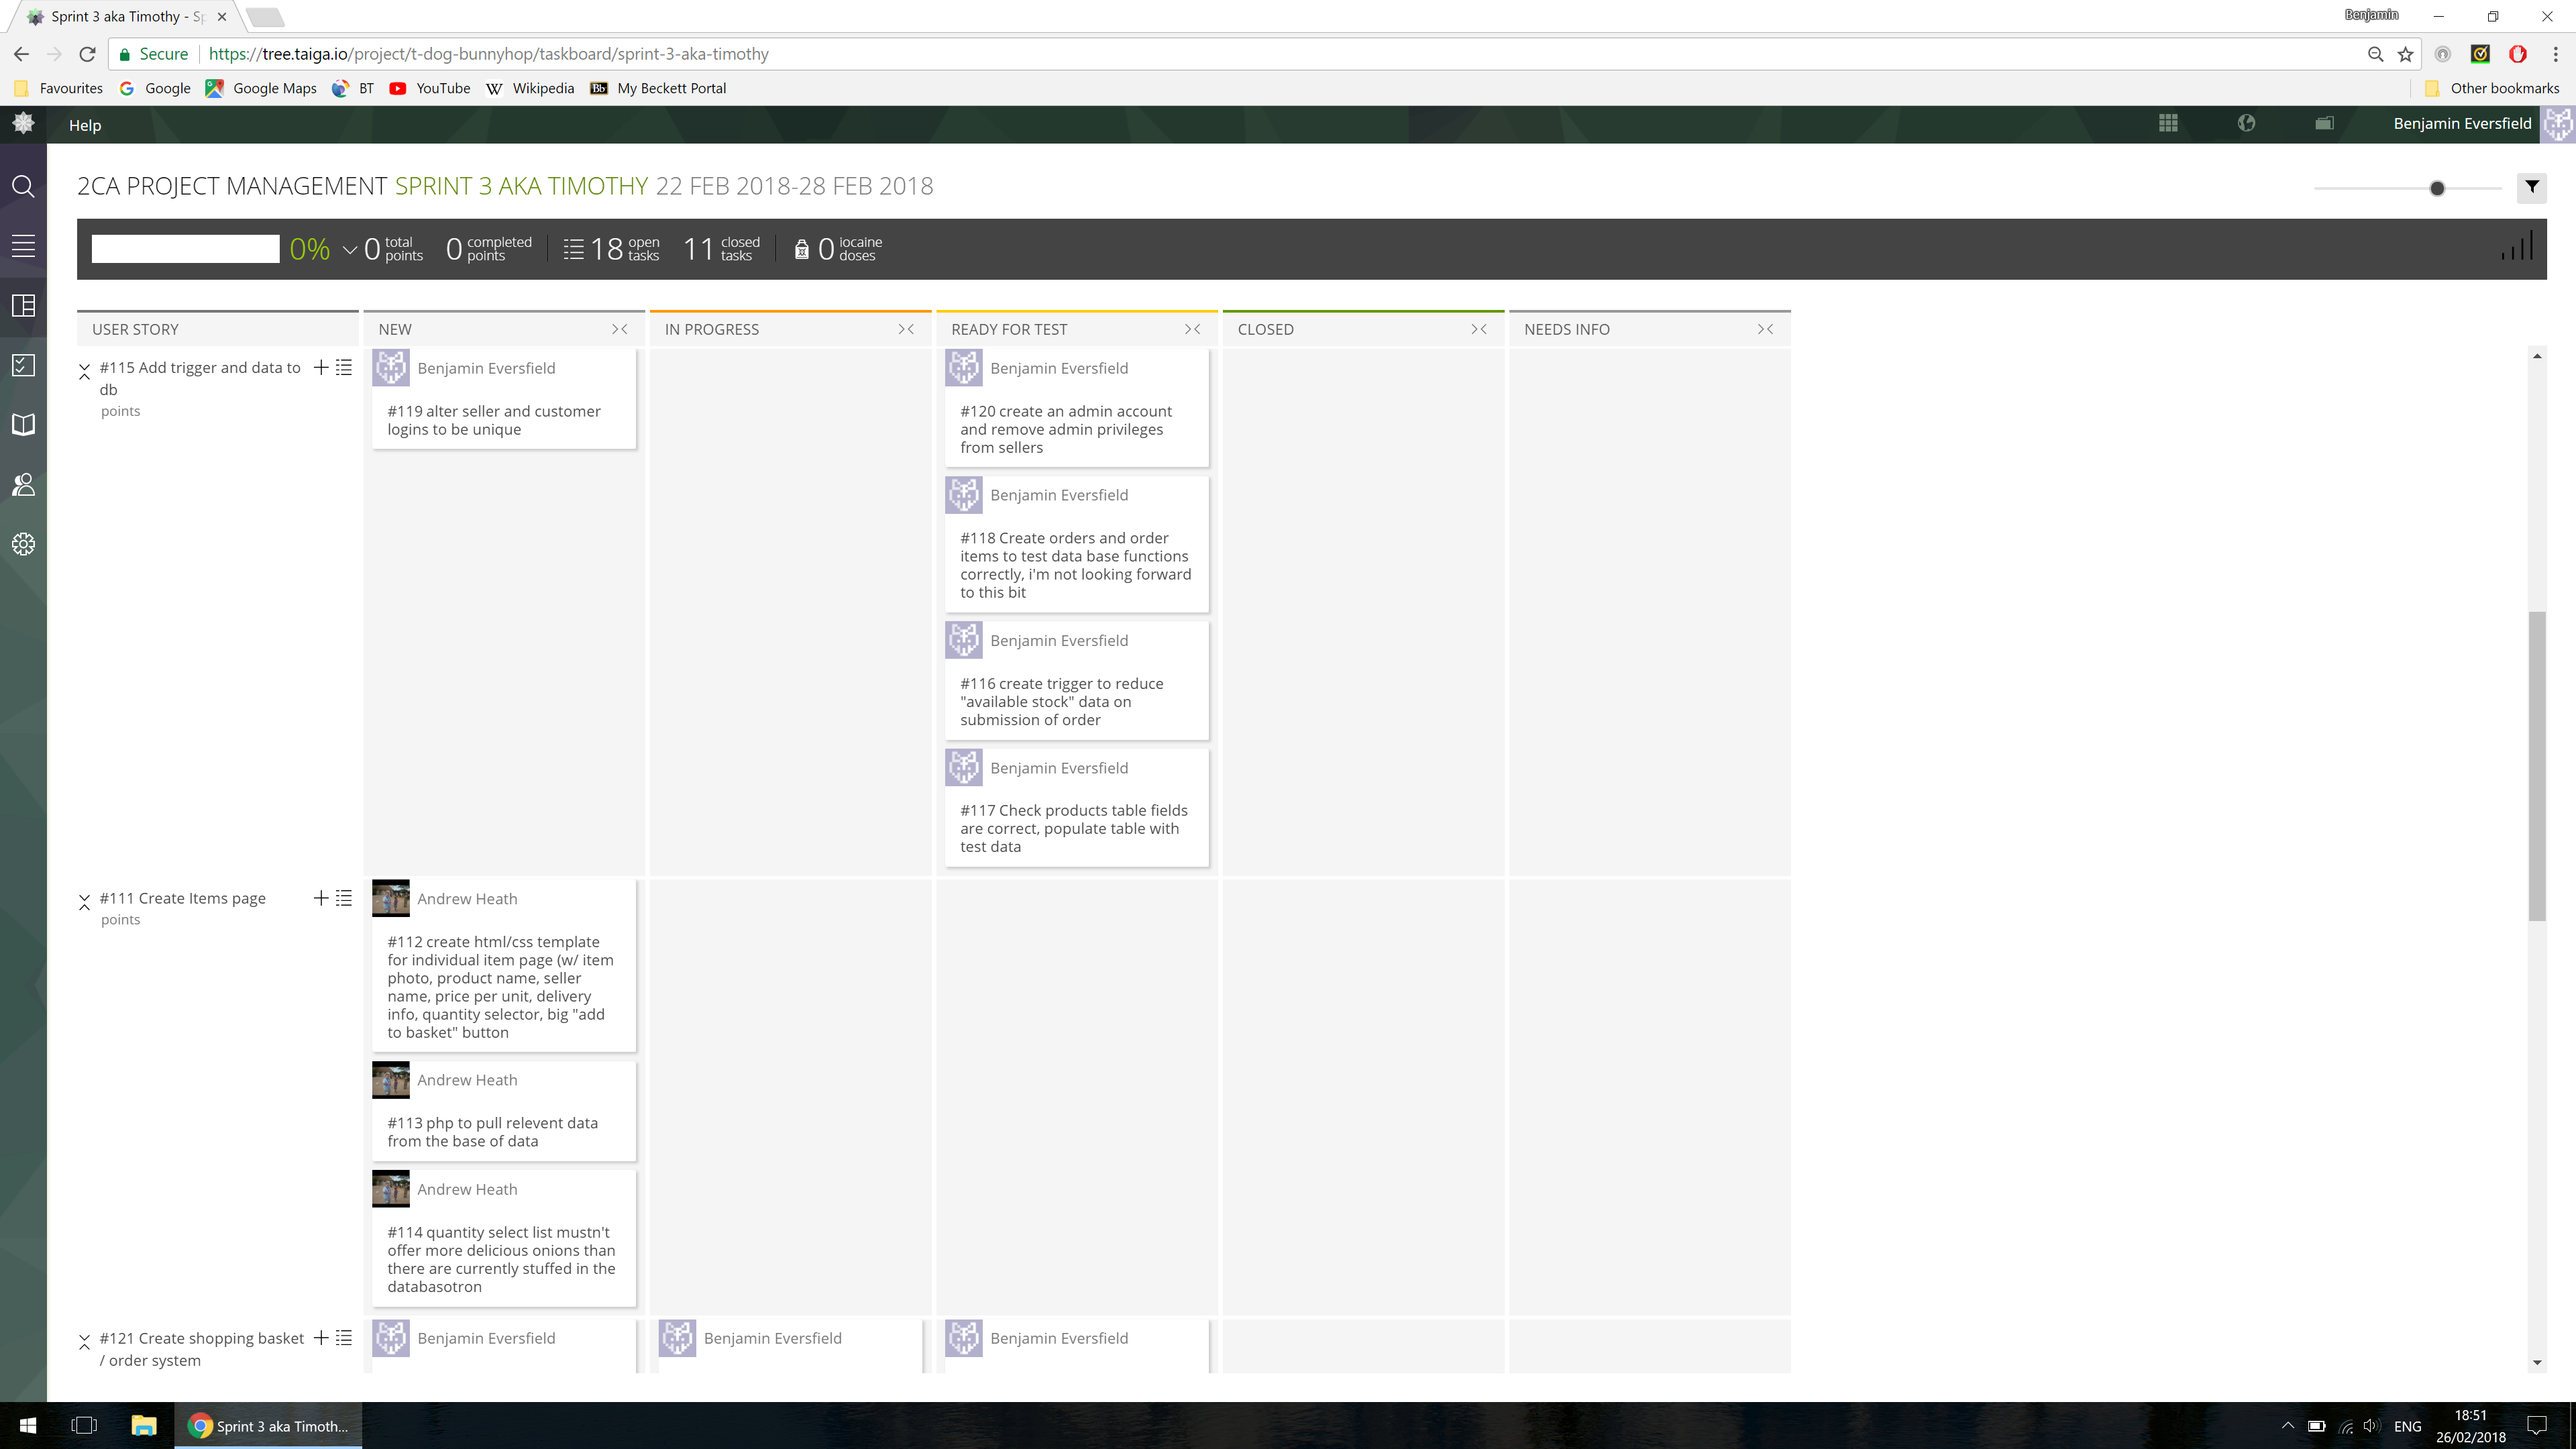 Sprint 3 aka Timothy - Sp
Benjamin
Secure
https://tree.taiga.io/project/t-dog-bunnyhop/taskboard/sprint-3-aka-timothy
Favourites Google Google Maps BT YouTube Wikipedia Bb My Beckett Portal Other bookmarks
Help
Benjamin Eversfield
2CA PROJECT MANAGEMENT SPRINT 3 AKA TIMOTHY 22 FEB 2018-28 FEB 2018
0% 0 total points 0 completed points 18 open tasks 11 closed tasks 0 iocaine doses
USER STORY NEW IN PROGRESS READY FOR TEST CLOSED NEEDS INFO
#115 Add trigger and data to
db
points
Benjamin Eversfield
#119 alter seller and customer
logins to be unique
Benjamin Eversfield
#120 create an admin account
and remove admin privileges
from sellers
Benjamin Eversfield
#118 Create orders and order
items to test data base functions
correctly, i'm not looking forward
to this bit
Benjamin Eversfield
#116 create trigger to reduce
"available stock" data on
submission of order
Benjamin Eversfield
#117 Check products table fields
are correct, populate table with
test data
#111 Create Items page
points
Andrew Heath
#112 create html/css template
for individual item page (w/ item
photo, product name, seller
name, price per unit, delivery
info, quantity selector, big "add
to basket" button
Andrew Heath
#113 php to pull relevent data
from the base of data
Andrew Heath
#114 quantity select list mustn't
offer more delicious onions than
there are currently stuffed in the
databasotron
#121 Create shopping basket
/ order system
Benjamin Eversfield
Benjamin Eversfield
Benjamin Eversfield
Sprint 3 aka Timoth...
ENG
18:51
26/02/2018